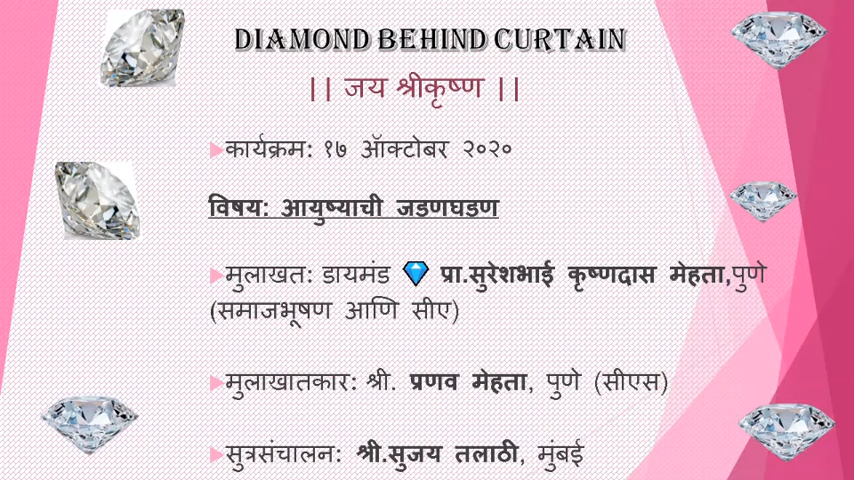 DIAMOND BEHIND CURTAIN
|| जय श्रीकृष्ण ||
कार्यक्रम: १७ ऑक्टोबर २०२०
विषय: आयुष्याची जडणघडण
मुलाखत: डायमंड 💎 प्रा.सुरेशभाई कृष्णदास मेहता,पुणे
(समाजभूषण आणि सीए)
मुलाखातकार: श्री. प्रणव मेहता, पुणे (सीएस)
सुत्रसंचालन: श्री.सुजय तलाठी, मुंबई